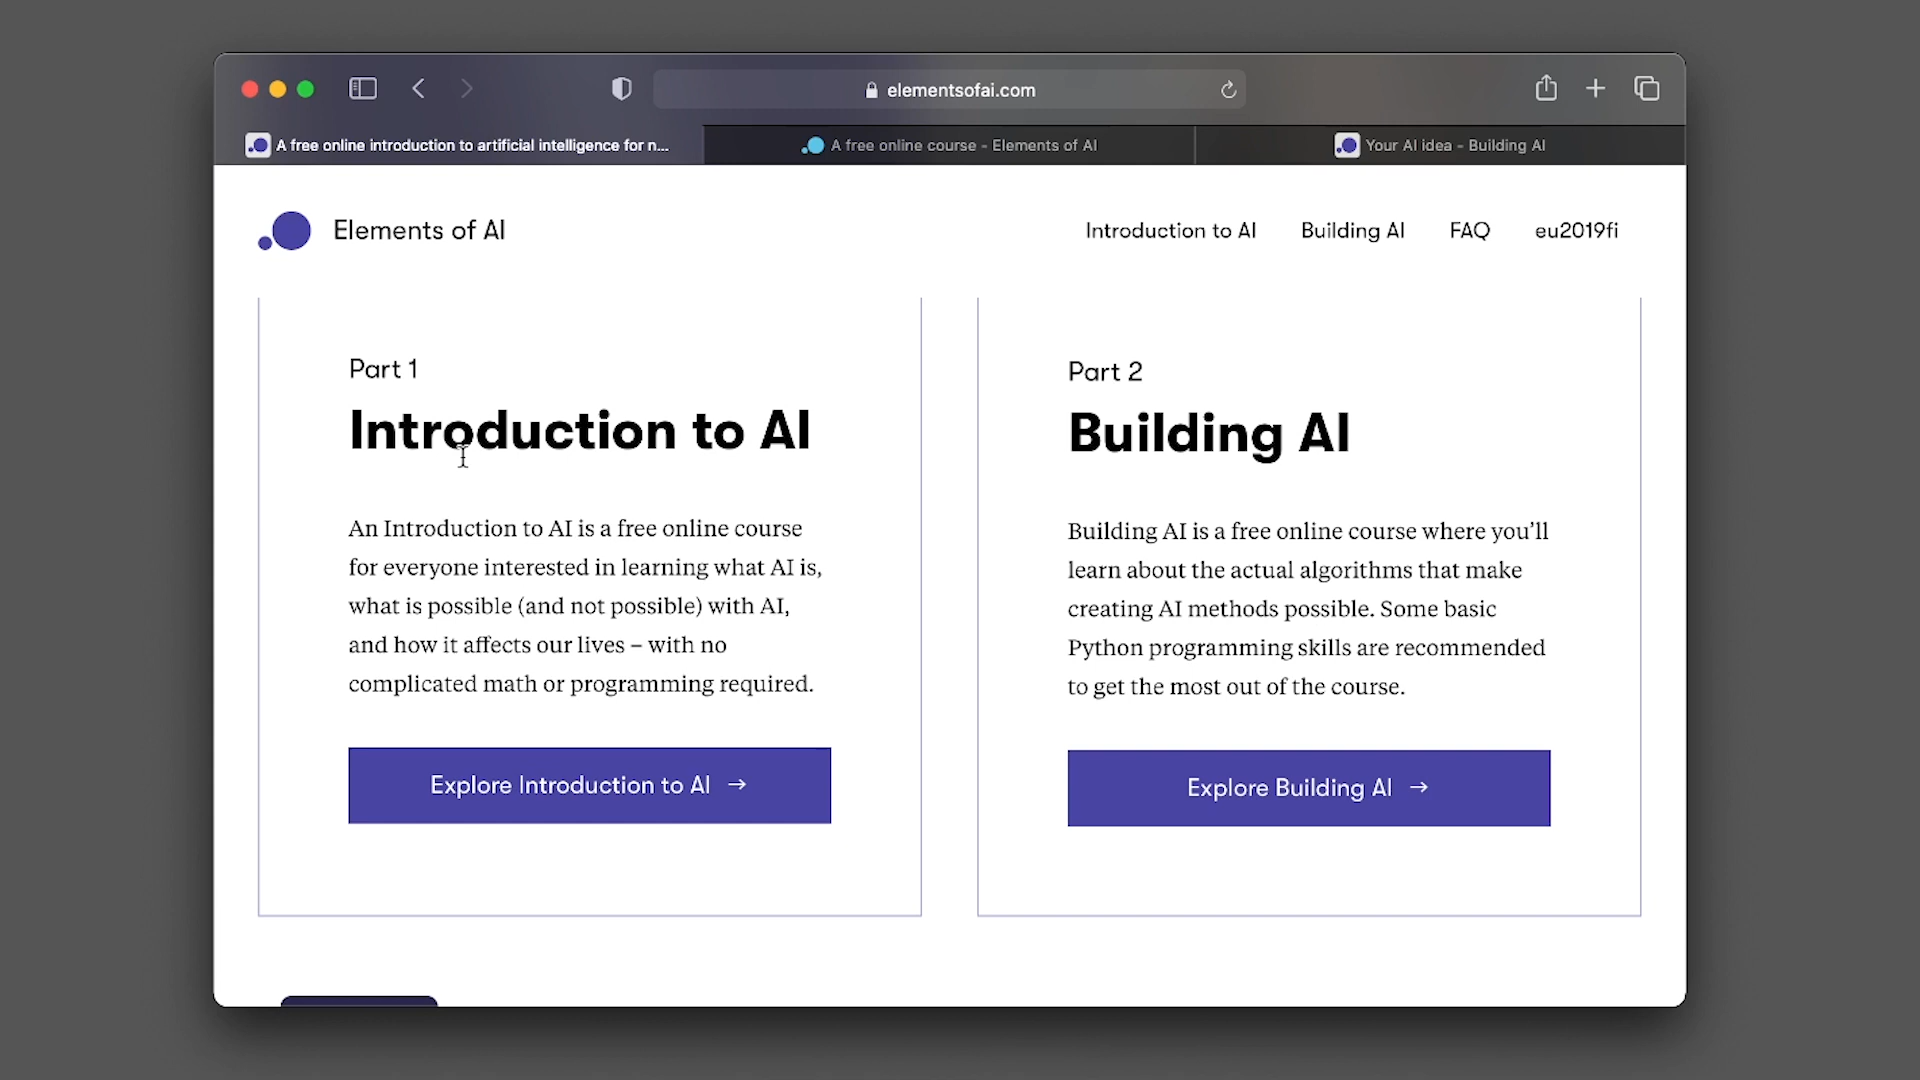 elementsofai.com
A free online introduction to artificial intelligence for n...
A free online course - Elements of AI
Your AI idea - Building AI
Elements of AI
Introduction to AI
Building AI
FAQ
eu2019fi
Part 1
Introduction to AI
An Introduction to AI is a free online course
for everyone interested in learning what AI is,
what is possible (and not possible) with AI,
and how it affects our lives – with no
complicated math or programming required.
Explore Introduction to AI →
Part 2
Building AI
Building AI is a free online course where you’ll
learn about the actual algorithms that make
creating AI methods possible. Some basic
Python programming skills are recommended
to get the most out of the course.
Explore Building AI →